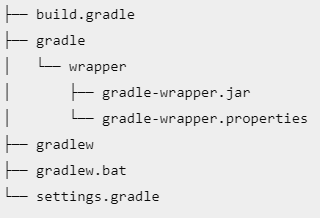 ├── build.gradle
├── gradle
│   └── wrapper
│       ├── gradle-wrapper.jar
│       └── gradle-wrapper.properties
├── gradlew
├── gradlew.bat
└── settings.gradle